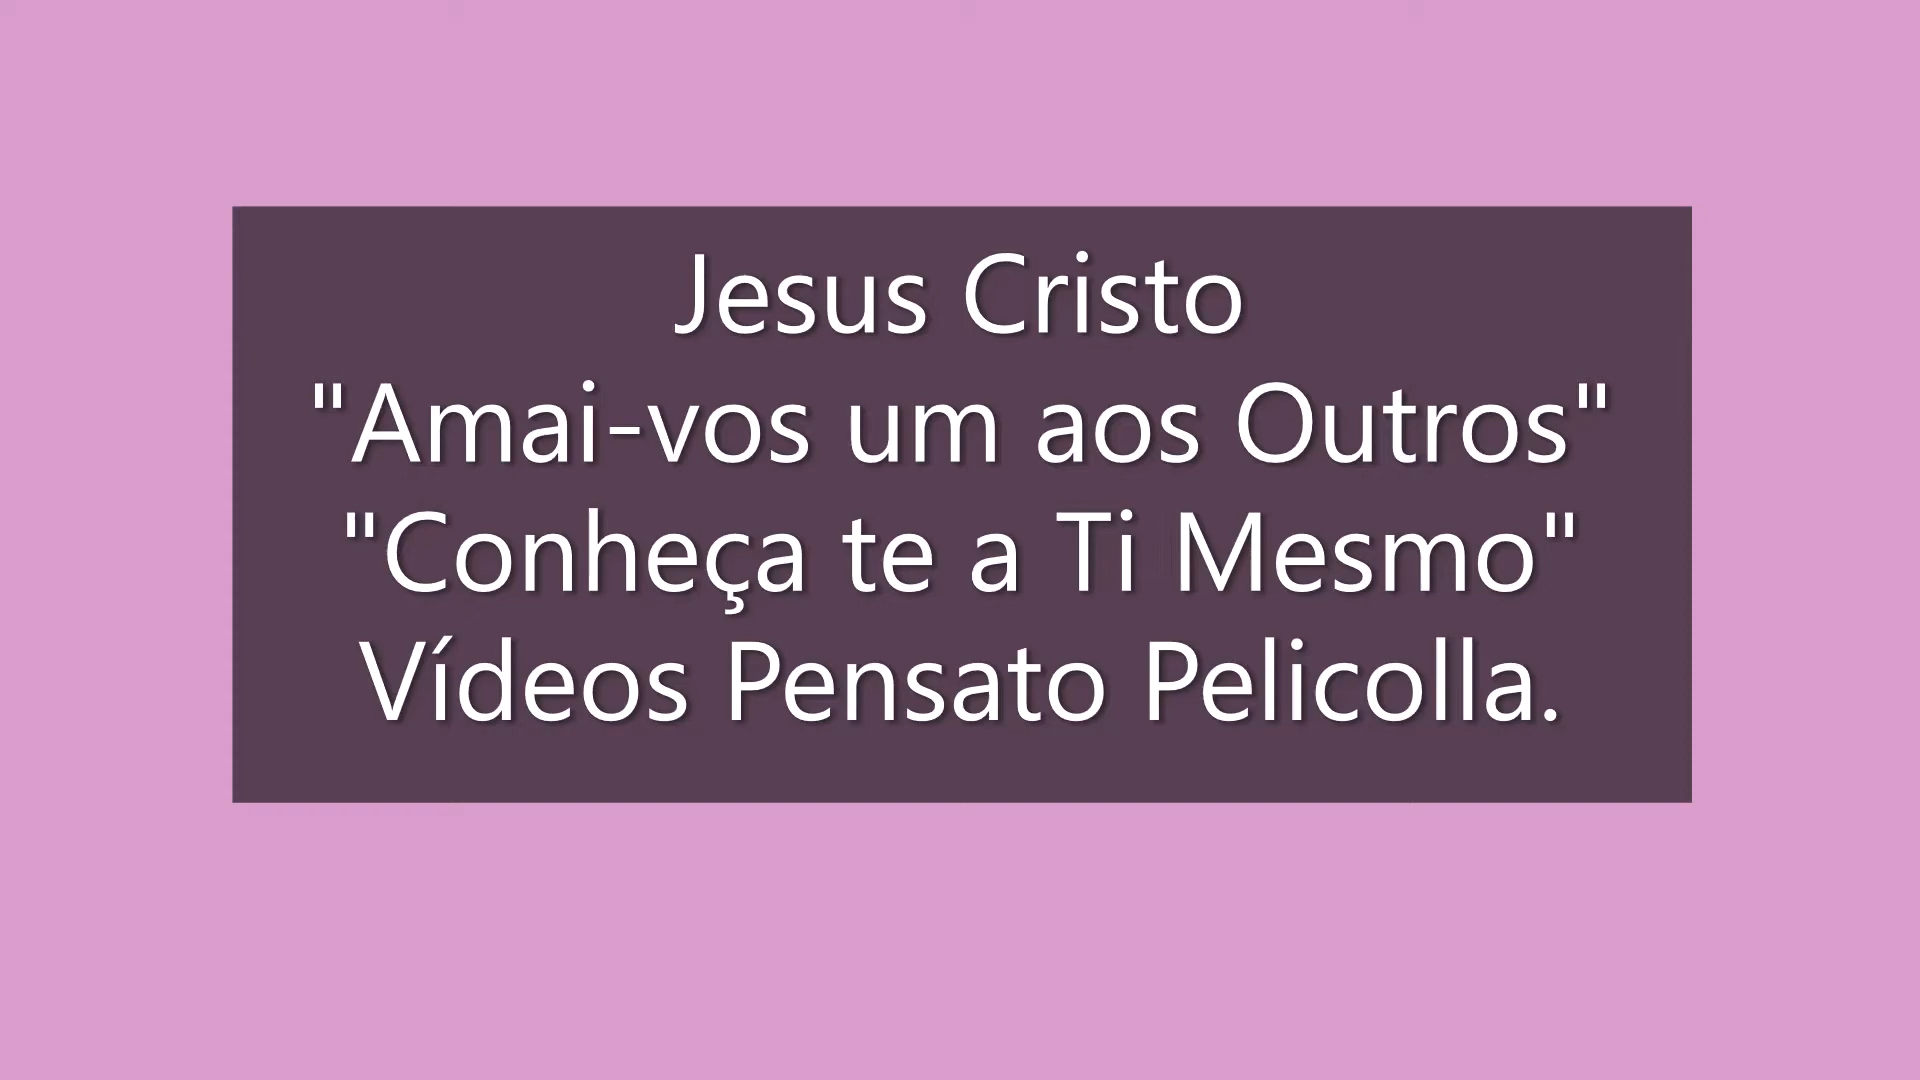 Jesus Cristo
"Amai-vos um aos Outros"
"Conheça te a Ti Mesmo"
Vídeos Pensato Pelicolla.